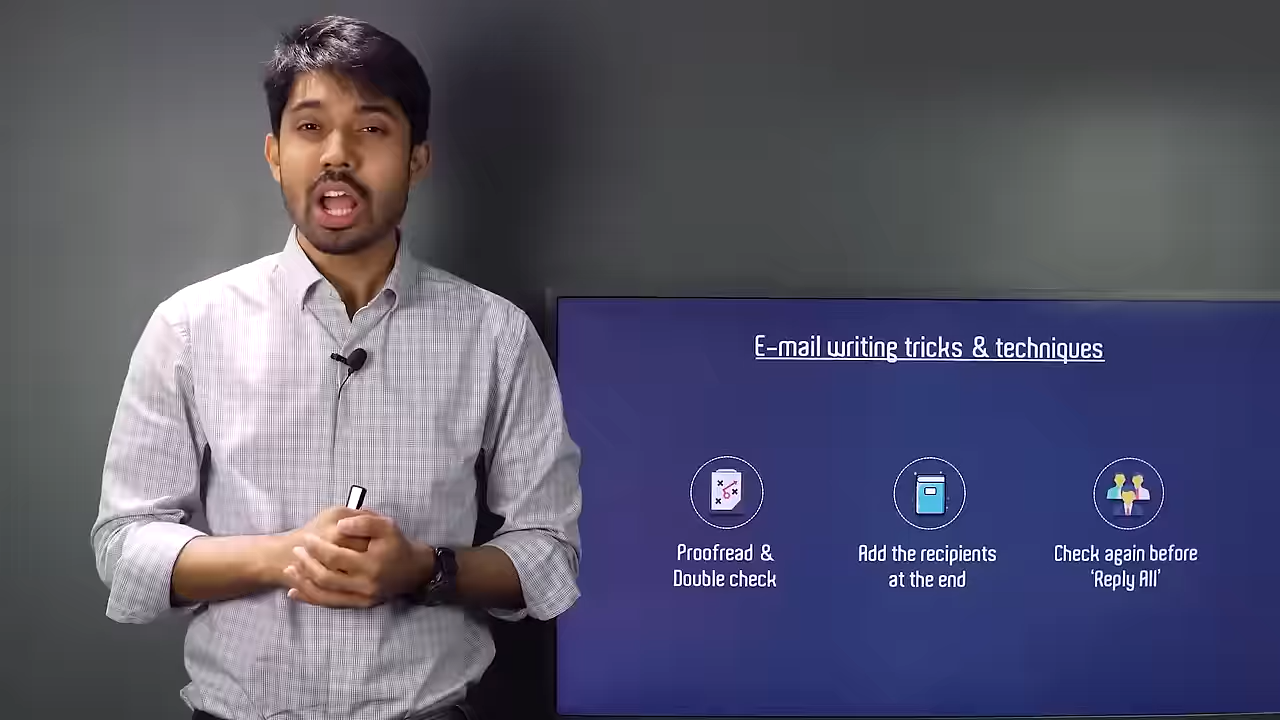 E-mail writing tricks & techniques
Proofread &
Double check
Add the recipients
at the end
Check again before
‘Reply All’